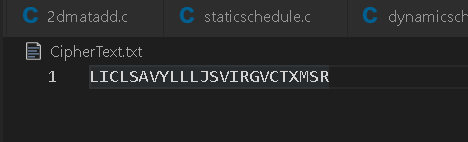 2dmatadd.c staticschedule.c dynamicsch
CipherText.txt
1 LICLSAVYLLLJSVIRGVCTXMSR